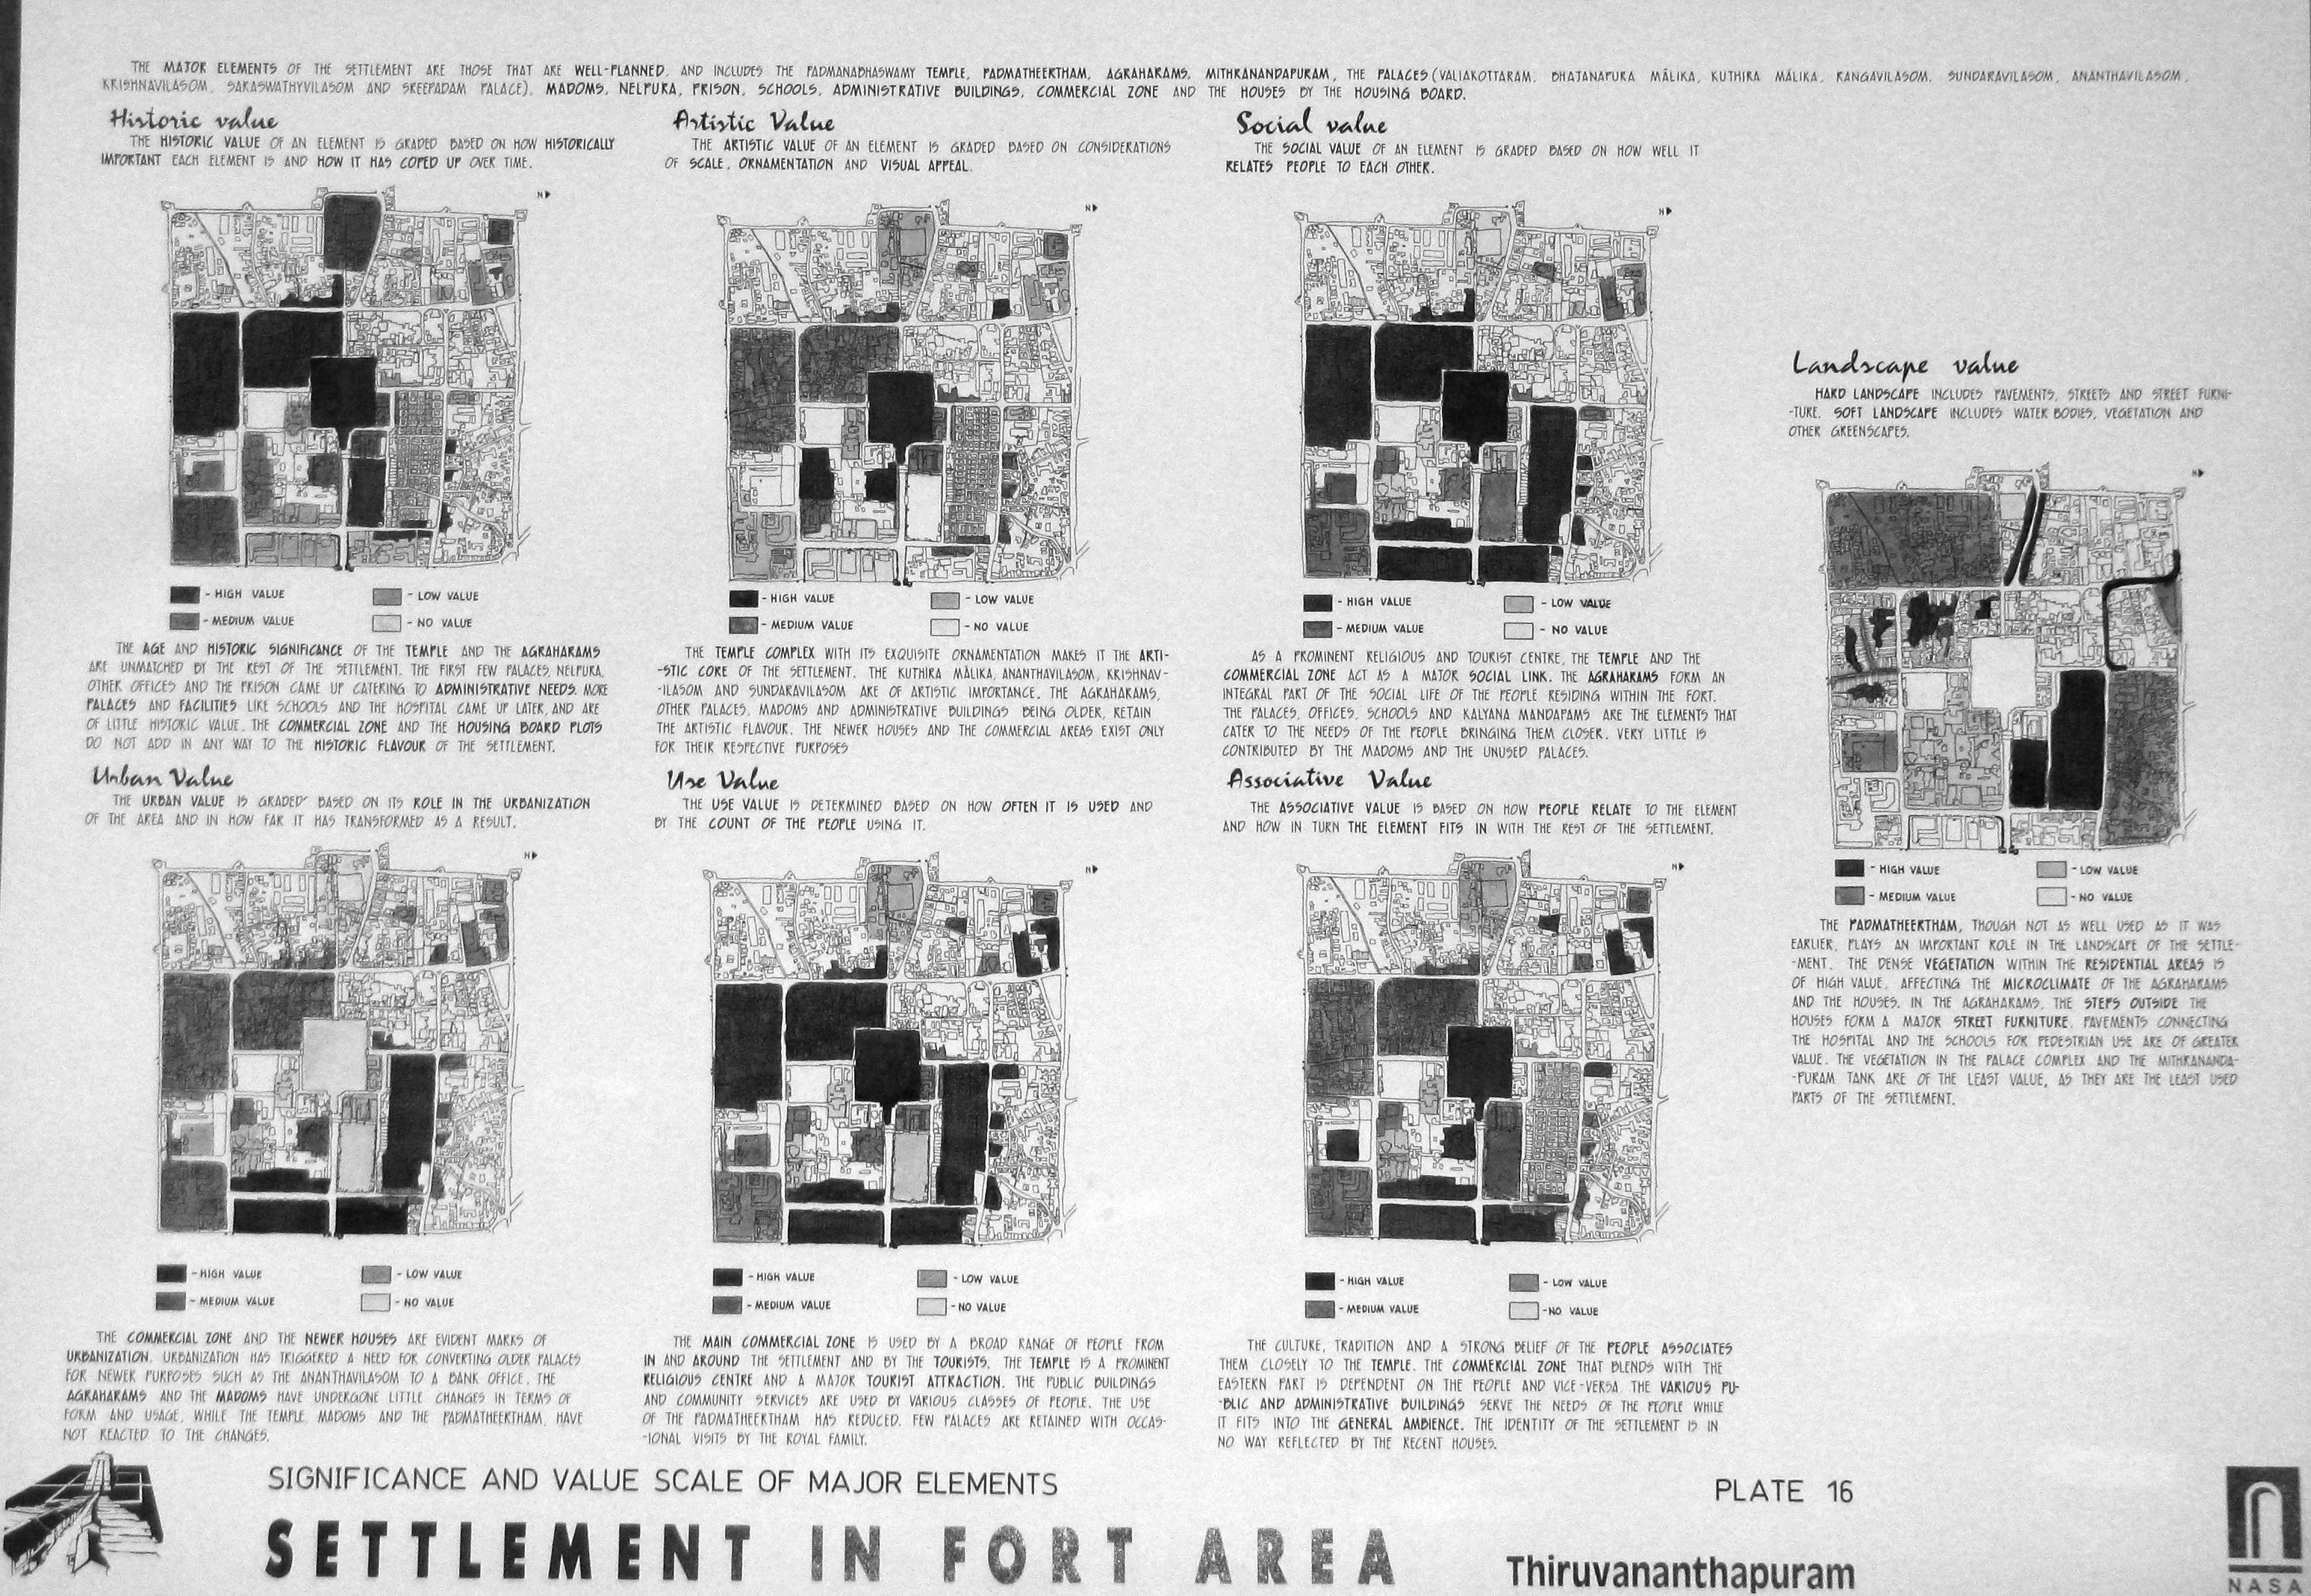 THE MAJOR ELEMENTS OF THE SETTLEMENT ARE THOSE THAT ARE WELL-PLANNED, AND INCLUDES THE PADMANABHASWAMY TEMPLE, PADMATHEERTHAM, AGRAHARAMS, MITHRANANDAPURAM, THE PALACES (VALIAKOTTARAM, BHATANAPURA MĀLIKA, KUTHIRA MĀLIKA, RANGAVILASOM, SUNDARAVILASOM, ANANTHAVILASOM,
KRISHNAVILASOM, SARASWATHYVILASOM AND SREEPADAM PALACE), MADOMS, NELPURA, PRISON, SCHOOLS, ADMINISTRATIVE BUILDINGS, COMMERCIAL ZONE AND THE HOUSES BY THE HOUSING BOARD.
Historic value
THE HISTORIC VALUE OF AN ELEMENT IS GRADED BASED ON HOW HISTORICALLY
IMPORTANT EACH ELEMENT IS AND HOW IT HAS COPED UP OVER TIME.
N
- HIGH VALUE
- LOW VALUE
- MEDIUM VALUE
- NO VALUE
THE AGE AND HISTORIC SIGNIFICANCE OF THE TEMPLE AND THE AGRAHARAMS
ARE UNMATCHED BY THE REST OF THE SETTLEMENT. THE FIRST FEW PALACES, NELPURA,
OTHER OFFICES AND THE PRISON CAME UP CATERING TO ADMINISTRATIVE NEEDS. MORE
PALACES AND FACILITIES LIKE SCHOOLS AND THE HOSPITAL CAME UP LATER, AND ARE
OF LITTLE HISTORIC VALUE. THE COMMERCIAL ZONE AND THE HOUSING BOARD PLOTS
DO NOT ADD IN ANY WAY TO THE HISTORIC FLAVOUR OF THE SETTLEMENT.
Artistic Value
THE ARTISTIC VALUE OF AN ELEMENT IS GRADED BASED ON CONSIDERATIONS
OF SCALE, ORNAMENTATION AND VISUAL APPEAL.
N
- HIGH VALUE
- LOW VALUE
- MEDIUM VALUE
- NO VALUE
THE TEMPLE COMPLEX WITH ITS EXQUISITE ORNAMENTATION MAKES IT THE ARTI-
-STIC CORE OF THE SETTLEMENT. THE KUTHIRA MĀLIKA, ANANTHAVILASOM, KRISHNAV-
-ILASOM AND SUNDARAVILASOM ARE OF ARTISTIC IMPORTANCE. THE AGRAHARAMS,
OTHER PALACES, MADOMS AND ADMINISTRATIVE BUILDINGS BEING OLDER, RETAIN
THE ARTISTIC FLAVOUR. THE NEWER HOUSES AND THE COMMERCIAL AREAS EXIST ONLY
FOR THEIR RESPECTIVE PURPOSES
Social value
THE SOCIAL VALUE OF AN ELEMENT IS GRADED BASED ON HOW WELL IT
RELATES PEOPLE TO EACH OTHER.
N
- HIGH VALUE
- LOW VALUE
- MEDIUM VALUE
- NO VALUE
AS A PROMINENT RELIGIOUS AND TOURIST CENTRE, THE TEMPLE AND THE
COMMERCIAL ZONE ACT AS A MAJOR SOCIAL LINK. THE AGRAHARAMS FORM AN
INTEGRAL PART OF THE SOCIAL LIFE OF THE PEOPLE RESIDING WITHIN THE FORT.
THE PALACES, OFFICES, SCHOOLS AND KALYANA MANDAPAMS ARE THE ELEMENTS THAT
CATER TO THE NEEDS OF THE PEOPLE BRINGING THEM CLOSER. VERY LITTLE IS
CONTRIBUTED BY THE MADOMS AND THE UNUSED PALACES.
Landscape value
HARD LANDSCAPE INCLUDES PAVEMENTS, STREETS AND STREET FURNI-
-TURE. SOFT LANDSCAPE INCLUDES WATER BODIES, VEGETATION AND
OTHER GREENSCAPES.
N
- HIGH VALUE
- LOW VALUE
- MEDIUM VALUE
- NO VALUE
THE PADMATHEERTHAM, THOUGH NOT AS WELL USED AS IT WAS
EARLIER, PLAYS AN IMPORTANT ROLE IN THE LANDSCAPE OF THE SETTLE-
-MENT. THE DENSE VEGETATION WITHIN THE RESIDENTIAL AREAS IS
OF HIGH VALUE, AFFECTING THE MICROCLIMATE OF THE AGRAHARAMS
AND THE HOUSES. IN THE AGRAHARAMS, THE STEPS OUTSIDE THE
HOUSES FORM A MAJOR STREET FURNITURE. PAVEMENTS CONNECTING
THE HOSPITAL AND THE SCHOOLS FOR PEDESTRIAN USE ARE OF GREATER
VALUE. THE VEGETATION IN THE PALACE COMPLEX AND THE MITHRANANDA-
-PURAM TANK ARE OF THE LEAST VALUE, AS THEY ARE THE LEAST USED
PARTS OF THE SETTLEMENT.
Urban Value
THE URBAN VALUE IS GRADED BASED ON ITS ROLE IN THE URBANIZATION
OF THE AREA AND IN HOW FAR IT HAS TRANSFORMED AS A RESULT.
N
- HIGH VALUE
- LOW VALUE
- MEDIUM VALUE
- NO VALUE
THE COMMERCIAL ZONE AND THE NEWER HOUSES ARE EVIDENT MARKS OF
URBANIZATION. URBANIZATION HAS TRIGGERED A NEED FOR CONVERTING OLDER PALACES
FOR NEWER PURPOSES SUCH AS THE ANANTHAVILASOM TO A BANK OFFICE. THE
AGRAHARAMS AND THE MADOMS HAVE UNDERGONE LITTLE CHANGES IN TERMS OF
FORM AND USAGE, WHILE THE TEMPLE, MADOMS AND THE PADMATHEERTHAM, HAVE
NOT REACTED TO THE CHANGES.
Use Value
THE USE VALUE IS DETERMINED BASED ON HOW OFTEN IT IS USED AND
BY THE COUNT OF THE PEOPLE USING IT.
N
- HIGH VALUE
- LOW VALUE
- MEDIUM VALUE
- NO VALUE
THE MAIN COMMERCIAL ZONE IS USED BY A BROAD RANGE OF PEOPLE FROM
IN AND AROUND THE SETTLEMENT AND BY THE TOURISTS. THE TEMPLE IS A PROMINENT
RELIGIOUS CENTRE AND A MAJOR TOURIST ATTRACTION. THE PUBLIC BUILDINGS
AND COMMUNITY SERVICES ARE USED BY VARIOUS CLASSES OF PEOPLE. THE USE
OF THE PADMATHEERTHAM HAS REDUCED. FEW PALACES ARE RETAINED WITH OCCAS-
-IONAL VISITS BY THE ROYAL FAMILY.
Associative Value
THE ASSOCIATIVE VALUE IS BASED ON HOW PEOPLE RELATE TO THE ELEMENT
AND HOW IN TURN THE ELEMENT FITS IN WITH THE REST OF THE SETTLEMENT.
N
- HIGH VALUE
- LOW VALUE
- MEDIUM VALUE
- NO VALUE
THE CULTURE, TRADITION AND A STRONG BELIEF OF THE PEOPLE ASSOCIATES
THEM CLOSELY TO THE TEMPLE. THE COMMERCIAL ZONE THAT BLENDS WITH THE
EASTERN PART IS DEPENDENT ON THE PEOPLE AND VICE-VERSA. THE VARIOUS PU-
-BLIC AND ADMINISTRATIVE BUILDINGS SERVE THE NEEDS OF THE PEOPLE WHILE
IT FITS INTO THE GENERAL AMBIENCE. THE IDENTITY OF THE SETTLEMENT IS IN
NO WAY REFLECTED BY THE RECENT HOUSES.
SIGNIFICANCE AND VALUE SCALE OF MAJOR ELEMENTS
PLATE 16
SETTLEMENT IN FORT AREA
Thiruvananthapuram
NASA